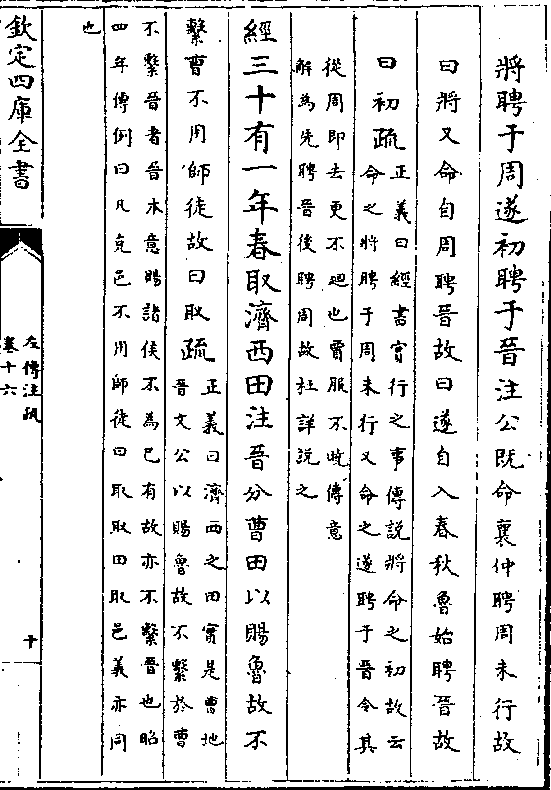 將聘于周遂初聘于晉注公既命襄仲聘周未行故
曰將又命自周聘晉故曰遂自入春秋魯始聘晉故
曰初疏
正義曰經書實行之事傳說將命之初故云
命之將聘于周未行又命之遂聘于晉令其
從周即去更不迴也賈服不曉傳意
解為先聘晉後聘周故杜詳說之
經三十有一年春取濟西田注晉分曹田以賜魯故不
繫曹不用師徒故曰取疏
正義曰濟西之田實是曹地
晉文公以賜魯故不繫於曹
不繫晉者晉本意賜諸侯不為已有故亦不繫晉也昭
四年傳例曰凡克邑不用師徒曰取取田取邑義亦同
也
欽定四庫全書
左傳注疏
卷十六
十